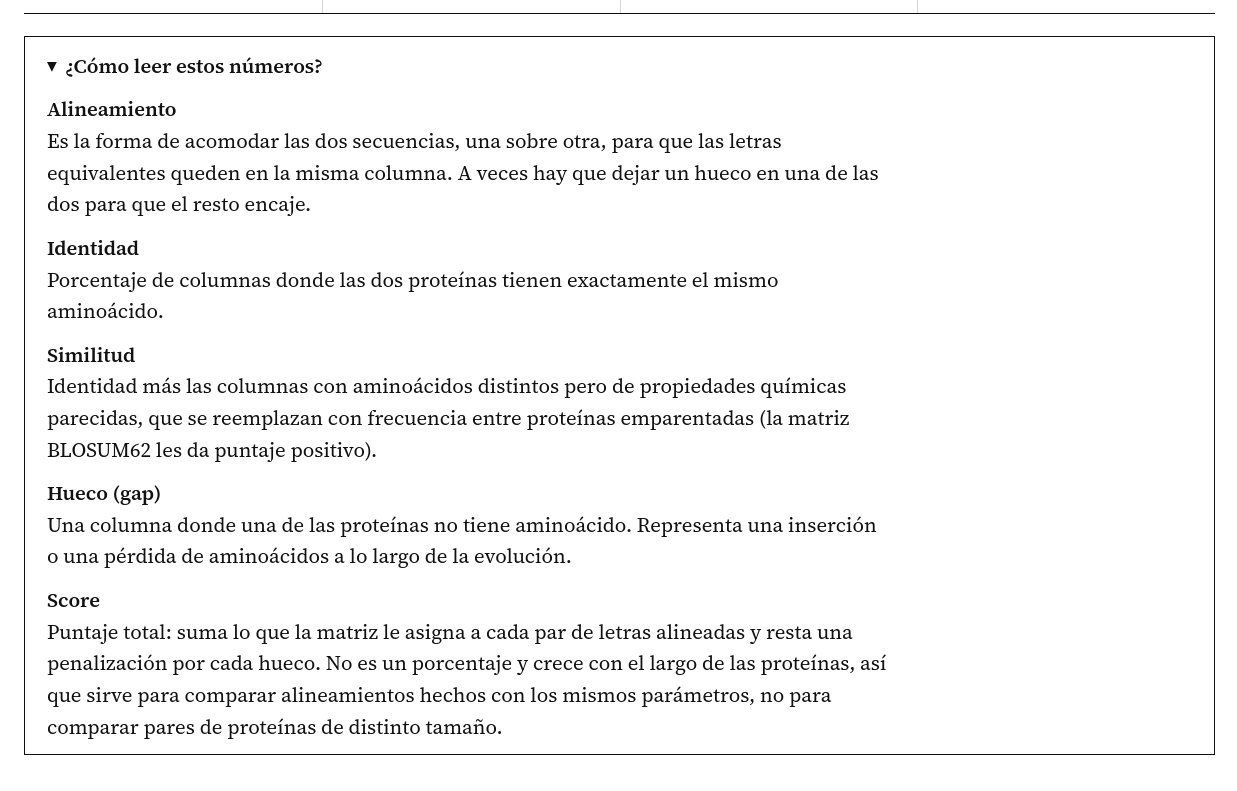 ▼ ¿Cómo leer estos números?
Alineamiento
Es la forma de acomodar las dos secuencias, una sobre otra, para que las letras
equivalentes queden en la misma columna. A veces hay que dejar un hueco en una de las
dos para que el resto encaje.
Identidad
Porcentaje de columnas donde las dos proteínas tienen exactamente el mismo
aminoácido.
Similitud
Identidad más las columnas con aminoácidos distintos pero de propiedades químicas
parecidas, que se reemplazan con frecuencia entre proteínas emparentadas (la matriz
BLOSUM62 les da puntaje positivo).
Hueco (gap)
Una columna donde una de las proteínas no tiene aminoácido. Representa una inserción
o una pérdida de aminoácidos a lo largo de la evolución.
Score
Puntaje total: suma lo que la matriz le asigna a cada par de letras alineadas y resta una
penalización por cada hueco. No es un porcentaje y crece con el largo de las proteínas, así
que sirve para comparar alineamientos hechos con los mismos parámetros, no para
comparar pares de proteínas de distinto tamaño.